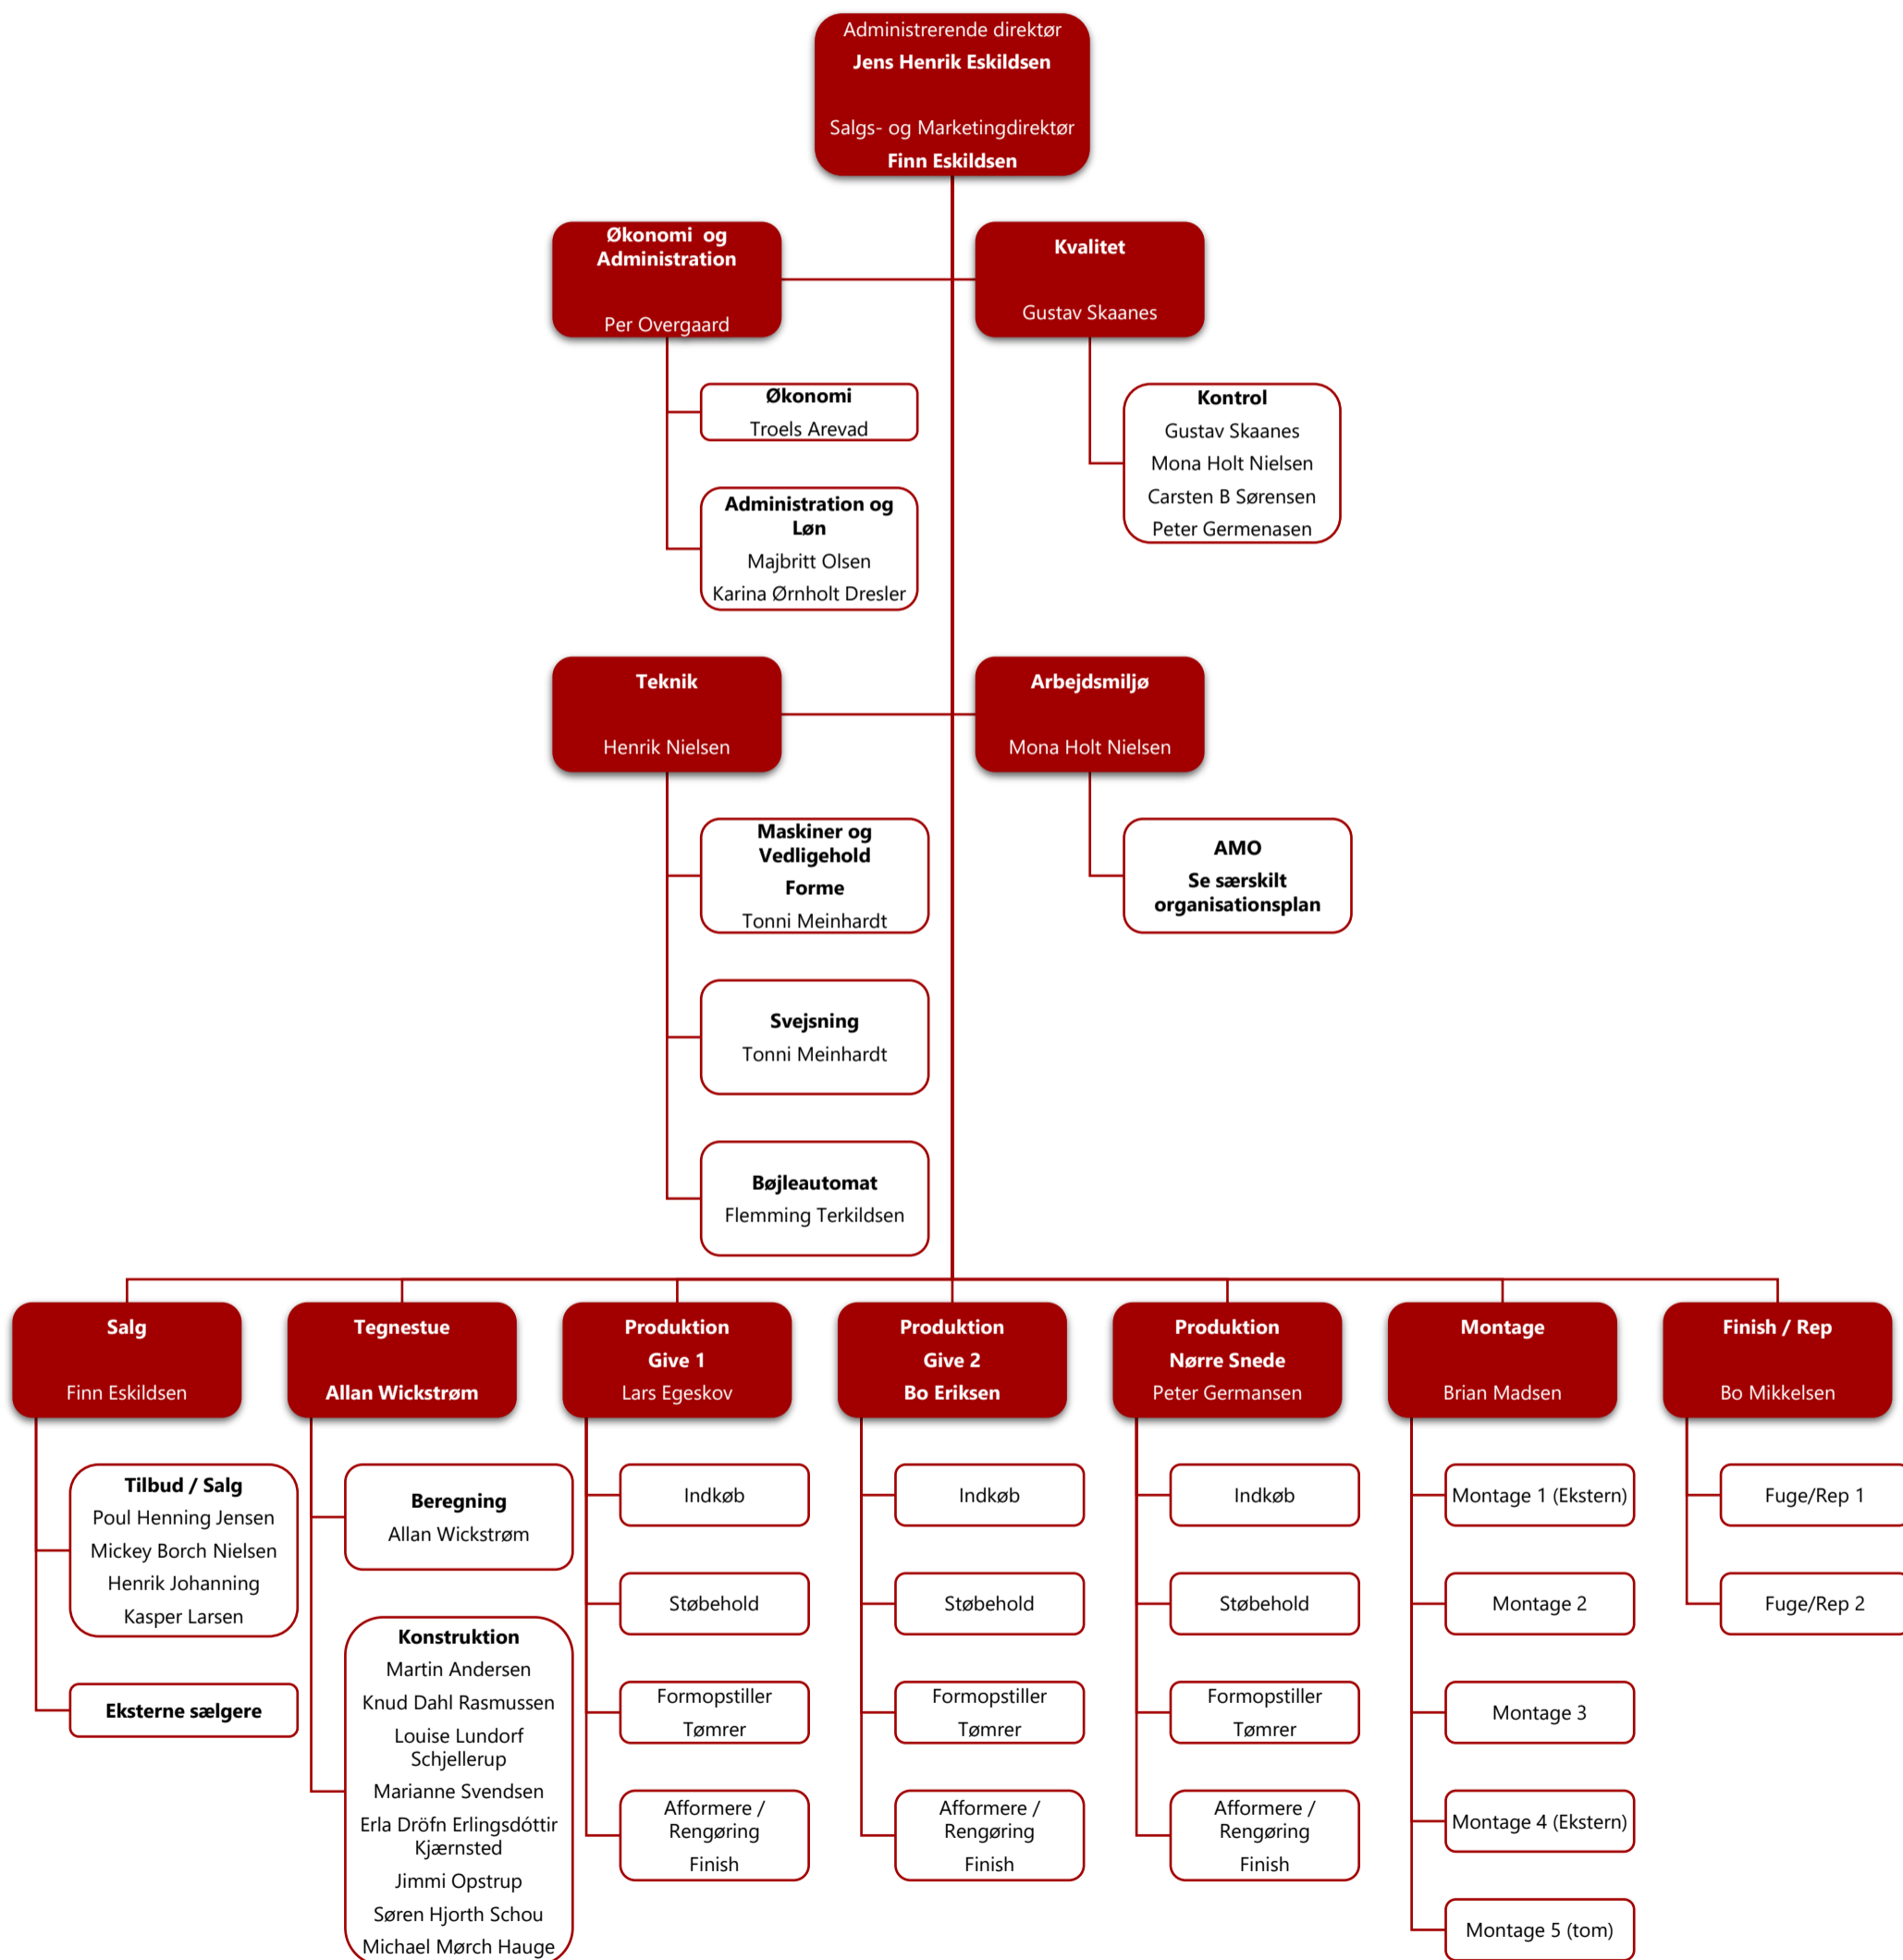 Administrerende direktør
Jens Henrik Eskildsen
Salgs- og Marketingdirektør
Finn Eskildsen
Økonomi og
Administration
Per Overgaard
Kvalitet
Gustav Skaanes
Økonomi
Troels Arevad
Administration og
Løn
Majbritt Olsen
Karina Ørnholt Dresler
Kontrol
Gustav Skaanes
Mona Holt Nielsen
Carsten B Sørensen
Peter Germenasen
Teknik
Henrik Nielsen
Arbejdsmiljø
Mona Holt Nielsen
Maskiner og
Vedligehold
Forme
Tonni Meinhardt
Svejsning
Tonni Meinhardt
Bøjleautomat
Flemming Terkildsen
AMO
Se særskilt
organisationsplan
Salg
Finn Eskildsen
Tilbud / Salg
Poul Henning Jensen
Mickey Borch Nielsen
Henrik Johanning
Kasper Larsen
Eksterne sælgere
Tegnestue
Allan Wickstrøm
Beregning
Allan Wickstrøm
Konstruktion
Martin Andersen
Knud Dahl Rasmussen
Louise Lundorf
Schjellerup
Marianne Svendsen
Erla Dröfn Erlingsdóttir
Kjærnsted
Jimmi Opstrup
Søren Hjorth Schou
Michael Mørch Hauge
Produktion
Give 1
Lars Egeskov
Indkøb
Støbehold
Formopstiller
Tømrer
Afformere /
Rengøring
Finish
Produktion
Give 2
Bo Eriksen
Indkøb
Støbehold
Formopstiller
Tømrer
Afformere /
Rengøring
Finish
Produktion
Nørre Snede
Peter Germansen
Indkøb
Støbehold
Formopstiller
Tømrer
Afformere /
Rengøring
Finish
Montage
Brian Madsen
Montage 1 (Ekstern)
Montage 2
Montage 3
Montage 4 (Ekstern)
Montage 5 (tom)
Finish / Rep
Bo Mikkelsen
Fuge/Rep 1
Fuge/Rep 2